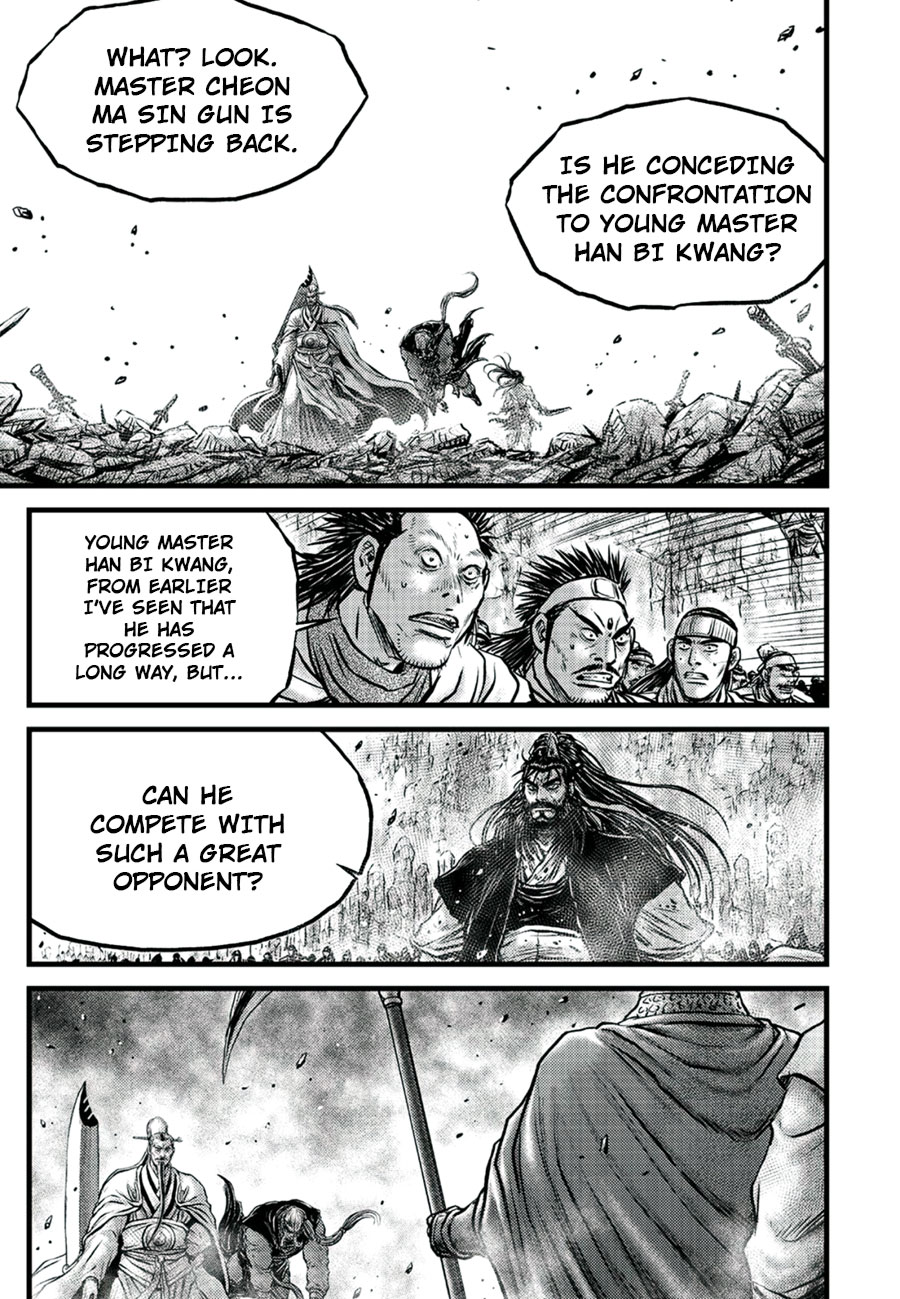 WHAT? LOOK.
MASTER CHEON
MA SIN GUN IS
STEPPING BACK.
IS HE CONCEDING
THE CONFRONTATION
TO YOUNG MASTER
HAN BI KWANG?
YOUNG MASTER
HAN BI KWANG,
FROM EARLIER
I'VE SEEN THAT
HE HAS
PROGRESSED A
LONG WAY, BUT...
CAN HE
COMPETE WITH
SUCH A GREAT
OPPONENT?